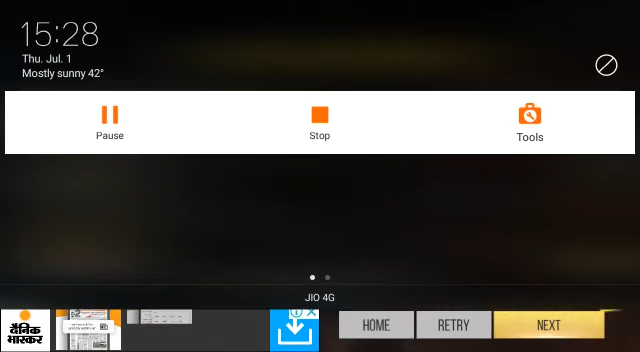 15:28
Thu. Jul. 1
Mostly sunny 42°
Pause
Stop
Tools
JIO 4G
दैनिक
भास्कर
HOME
RETRY
NEXT